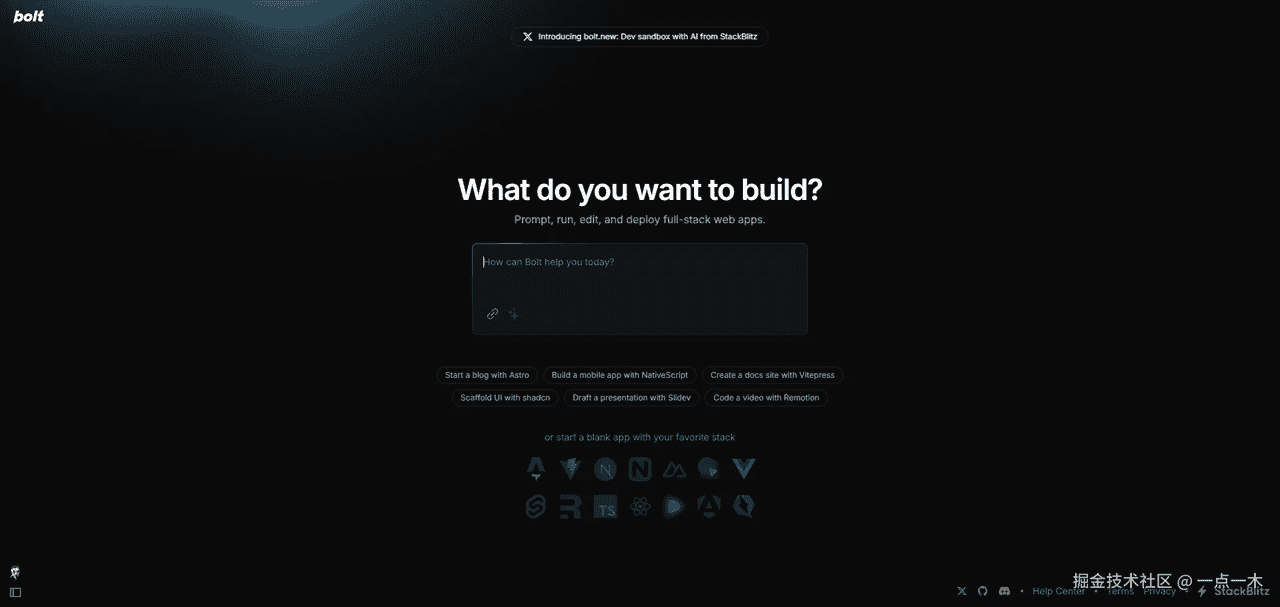 bolt
Introducing bolt.new: Dev sandbox with AI from StackBlitz
What do you want to build?
Prompt, run, edit, and deploy full-stack web apps.
How can Bolt help you today?
Start a blog with Astro
Build a mobile app with NativeScript
Create a docs site with Vitepress
Scaffold UI with shadcn
Draft a presentation with Slidev
Code a video with Remotion
or start a blank app with your favorite stack
N
N
TS
掘金技术社区 @ 一点一木
• Help Center • Terms Privacy • StackBlitz